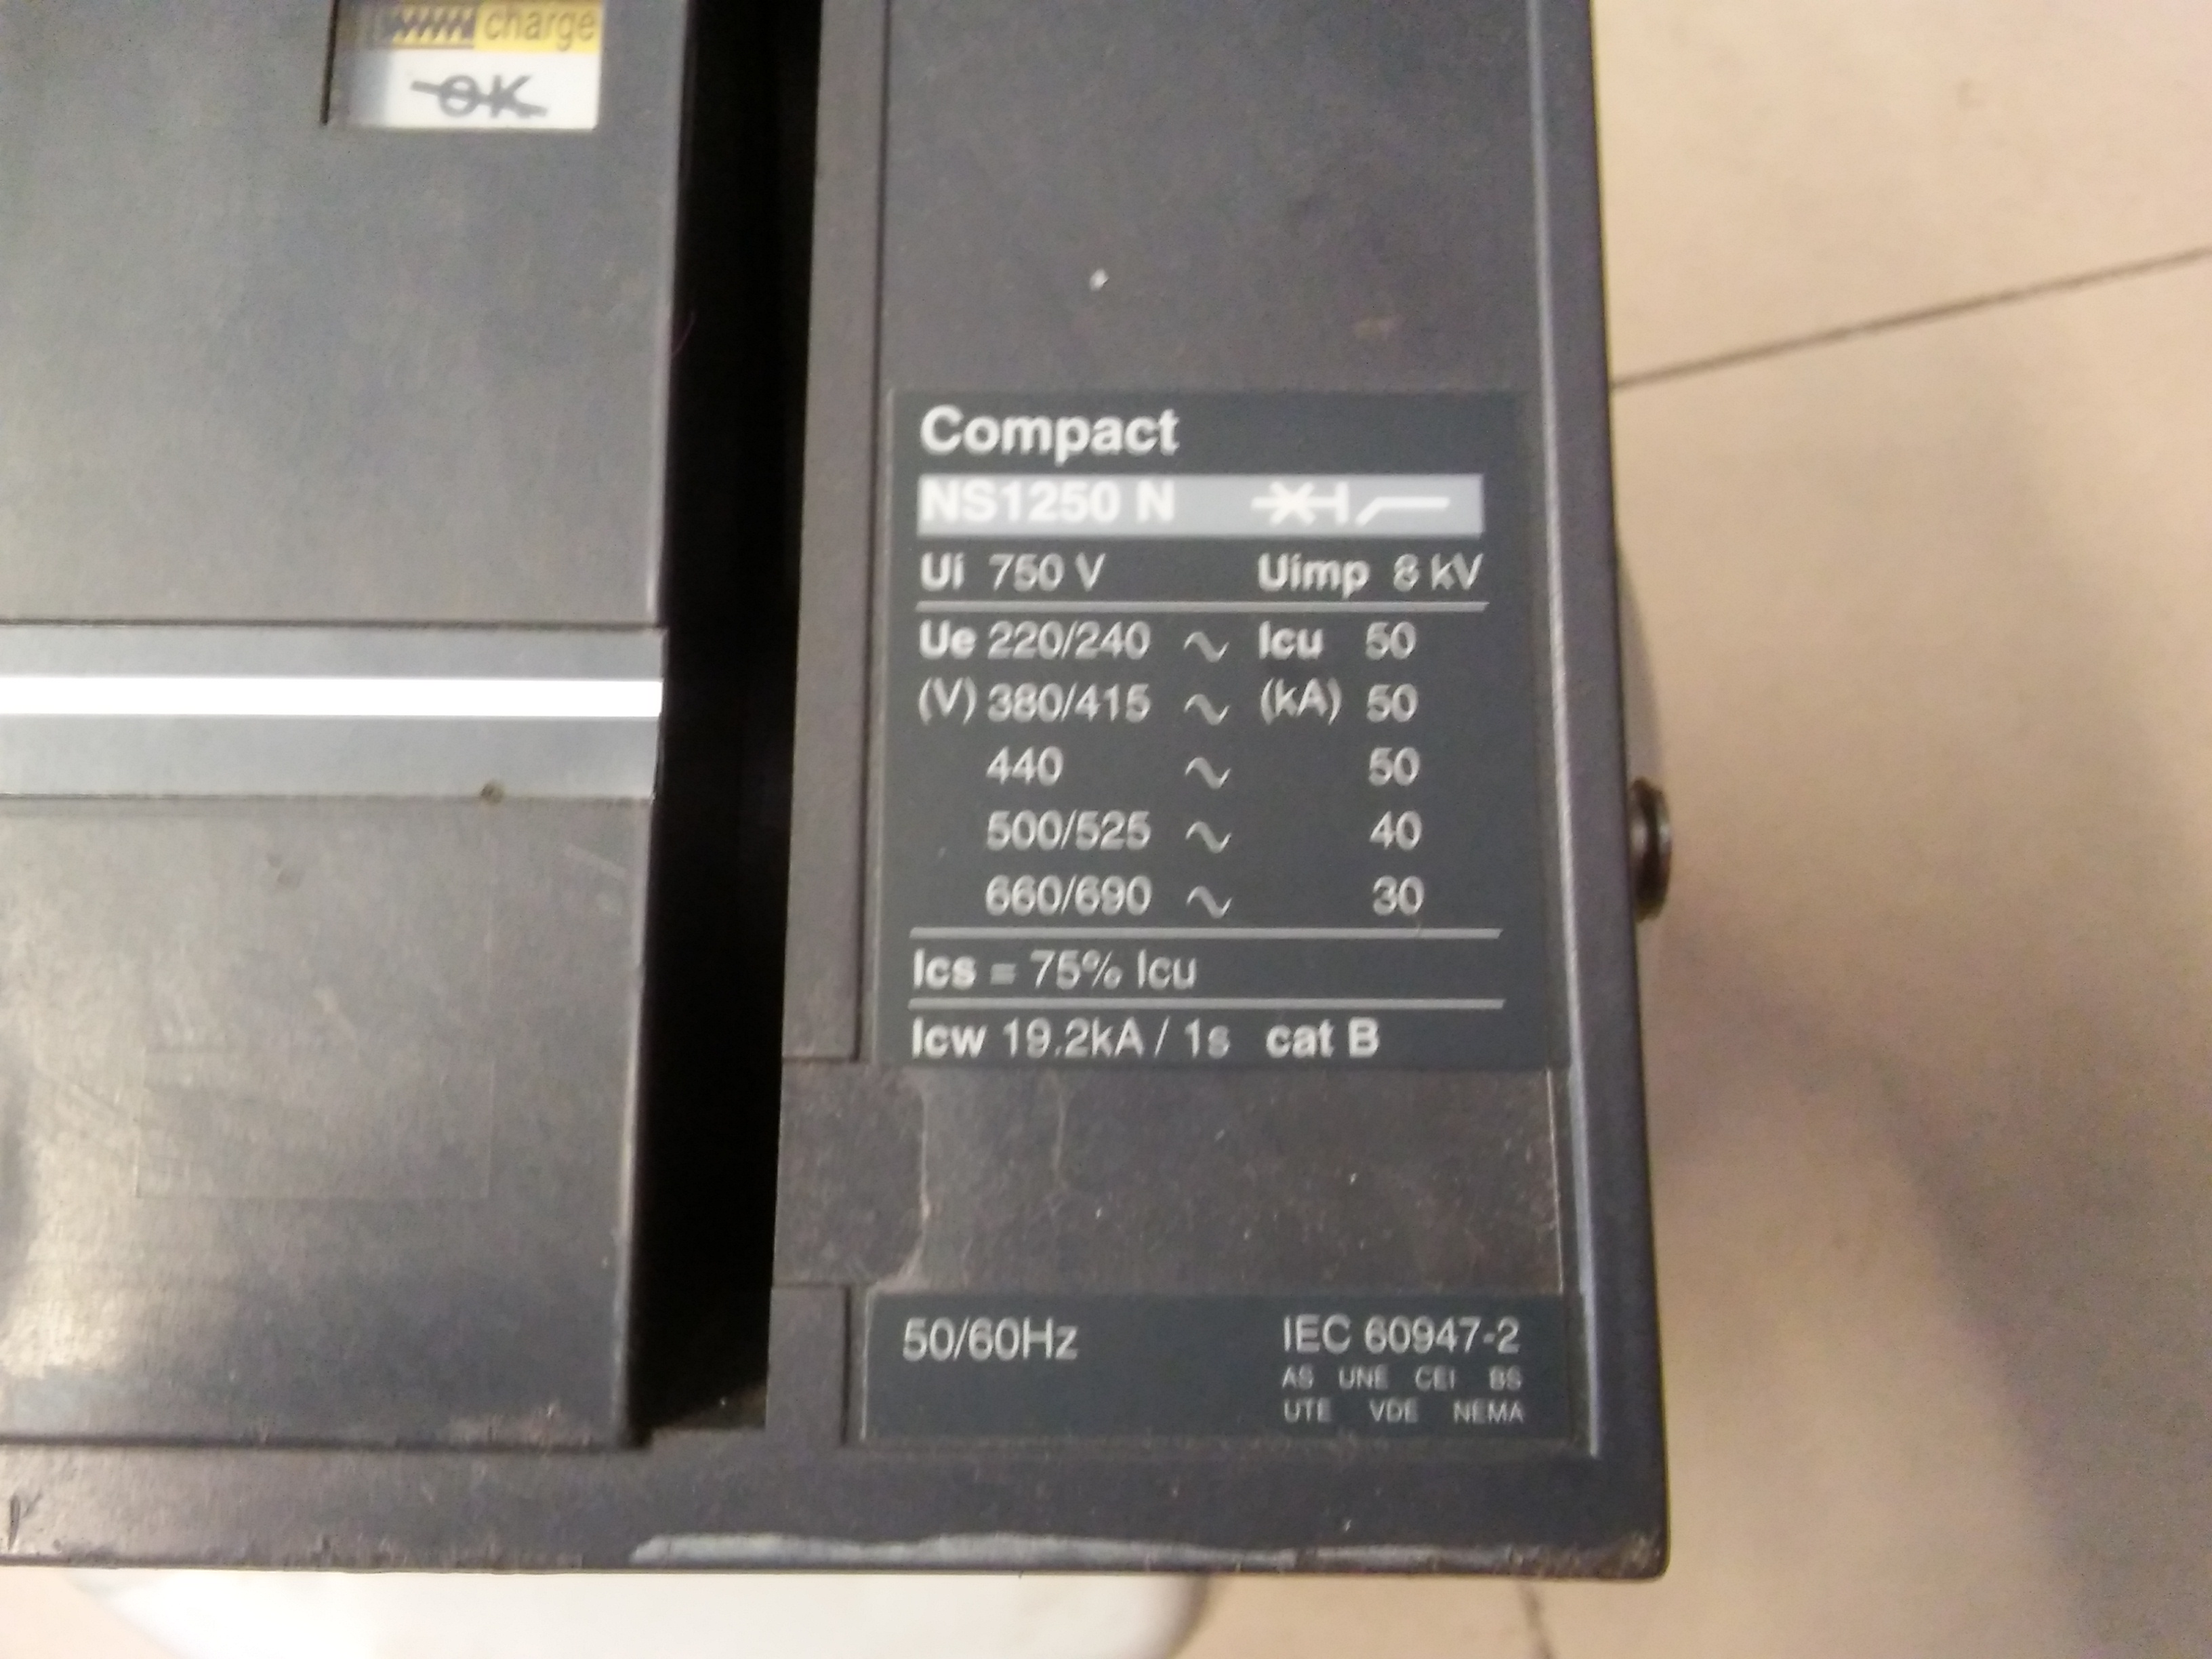 charge
OK
Compact
NS1250 N
Ui 750 V Uimp 8 kV
Ue 220/240 ~ Icu 50
(V) 380/415 ~ (kA) 50
440 ~ 50
500/525 ~ 40
660/690 ~ 30
Ics = 75% Icu
Icw 19.2kA / 1s cat B
50/60Hz IEC 60947-2
AS UNE CEI BS
UTE VDE NEMA